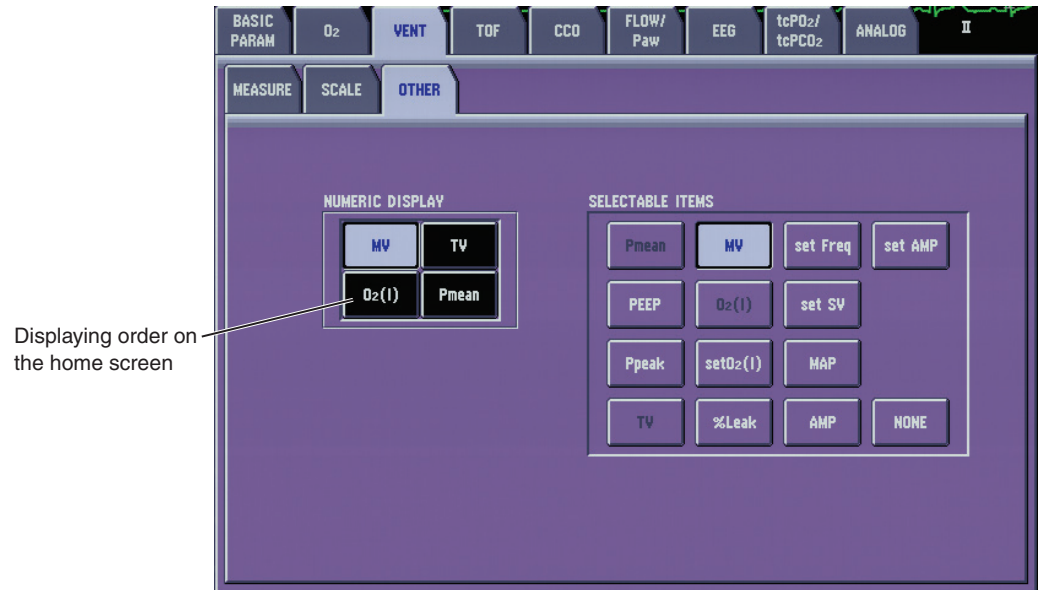 BASIC
PARAM
O2
VENT
TOF
CCO
FLOW/
Paw
EEG
tcPO2/
tcPCO2
ANALOG
II
MEASURE
SCALE
OTHER
NUMERIC DISPLAY
MV
TV
O2(I)
Pmean
SELECTABLE ITEMS
Pmean
MV
set Freq
set AMP
PEEP
O2(I)
set SV
Ppeak
setO2(I)
MAP
TV
%Leak
AMP
NONE
Displaying order on
the home screen